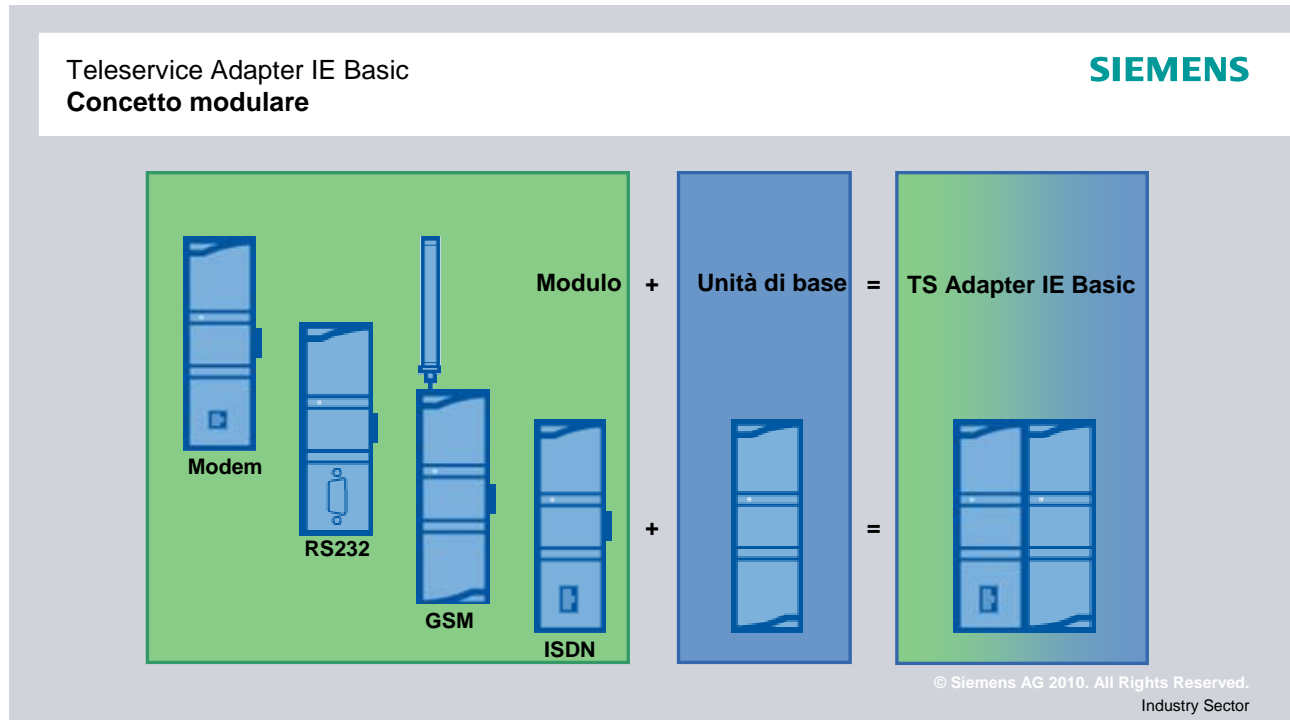 Teleservice Adapter IE Basic
Concetto modulare
SIEMENS
Modulo + Unità di base = TS Adapter IE Basic
Modem
RS232
GSM
ISDN
+ =
© Siemens AG 2010. All Rights Reserved.
Industry Sector